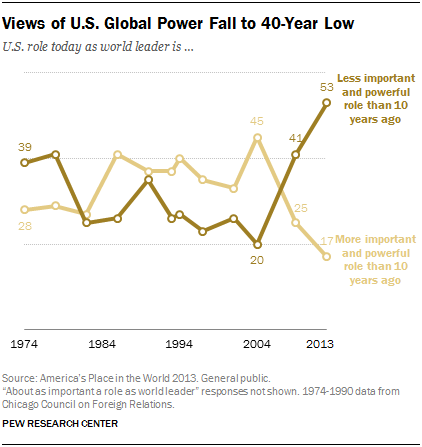 Views of U.S. Global Power Fall to 40-Year Low
U.S. role today as world leader is ...
53
Less important
and powerful
role than 10
years ago
45
39
41
28
25
20
17
More important
and powerful
role than 10
years ago
1974
1984
1994
2004
2013
Source: America's Place in the World 2013. General public.
"About as important a role as world leader" responses not shown. 1974-1990 data from
Chicago Council on Foreign Relations.
PEW RESEARCH CENTER